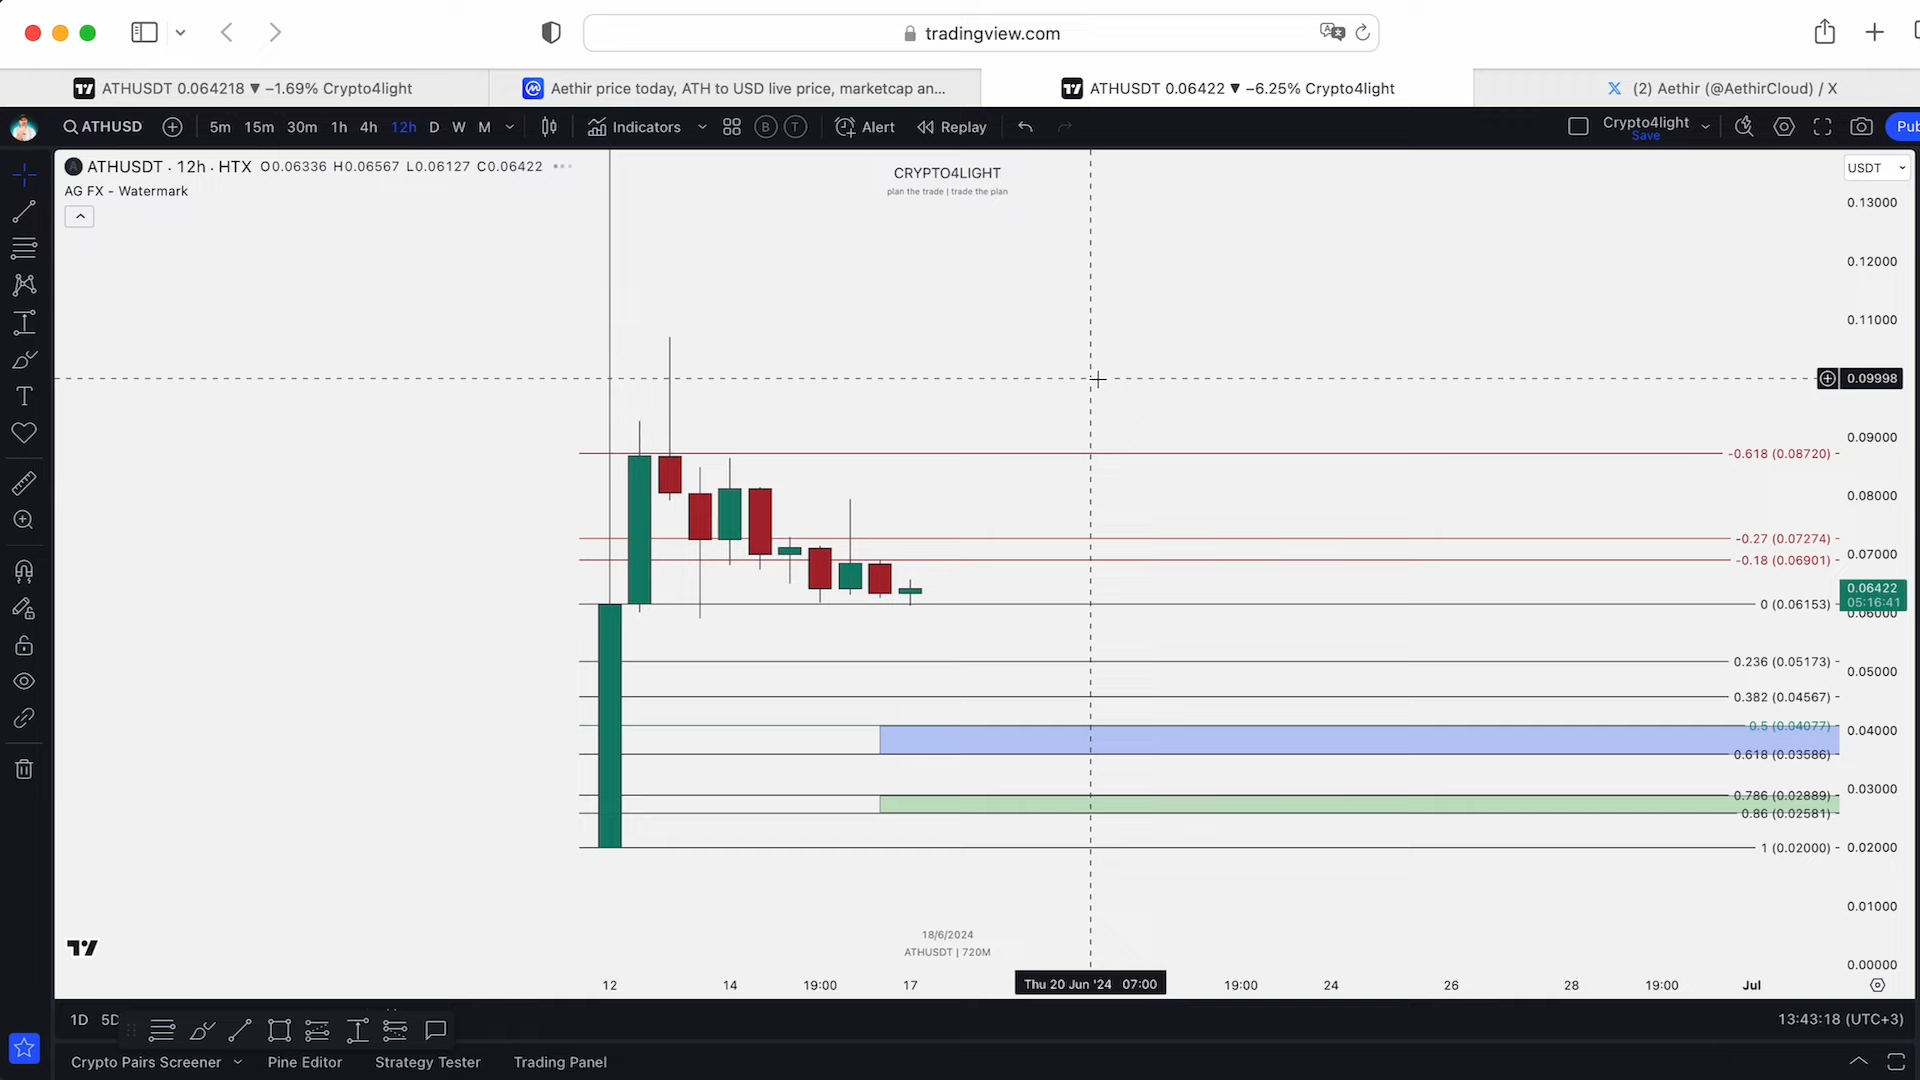 tradingview.com
ATHUSDT 0.064218 ▼ −1.69% Crypto4light
Aethir price today, ATH to USD live price, marketcap an...
ATHUSDT 0.06422 ▼ −6.25% Crypto4light
(2) Aethir (@AethirCloud) / X
ATHUSD
5m 15m 30m 1h 4h 12h D W M
Indicators
B T
Alert
Replay
Crypto4light
Save
Pub
ATHUSDT · 12h · HTX O0.06336 H0.06567 L0.06127 C0.06422
AG FX - Watermark
CRYPTO4LIGHT
plan the trade | trade the plan
USDT
0.13000
0.12000
0.11000
0.09998
0.09000
-0.618 (0.08720)
0.08000
-0.27 (0.07274)
0.07000
-0.18 (0.06901)
0.06422
05:16:41
0 (0.06153)
0.06000
0.236 (0.05173)
0.05000
0.382 (0.04567)
0.5 (0.04077)
0.04000
0.618 (0.03586)
0.786 (0.02889)
0.03000
0.86 (0.02581)
1 (0.02000)
0.02000
0.01000
0.00000
18/6/2024
ATHUSDT | 720M
12 14 19:00 17 Thu 20 Jun '24 07:00 19:00 24 26 28 19:00 Jul
1D 5D
13:43:18 (UTC+3)
Crypto Pairs Screener Pine Editor Strategy Tester Trading Panel